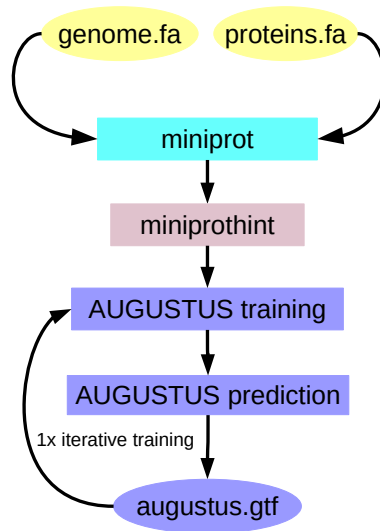 genome.fa
proteins.fa
miniprot
miniprothint
AUGUSTUS training
AUGUSTUS prediction
1x iterative training
augustus.gtf